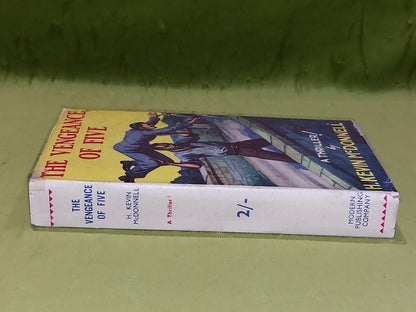 THE VENGEANCE
OF FIVE
A THRILLER!
by
H. KEVIN McDONNELL
THE
VENGEANCE
OF FIVE
H. KEVIN
McDONNELL
A Thriller!
2/-
MODERN
PUBLISHING
COMPANY